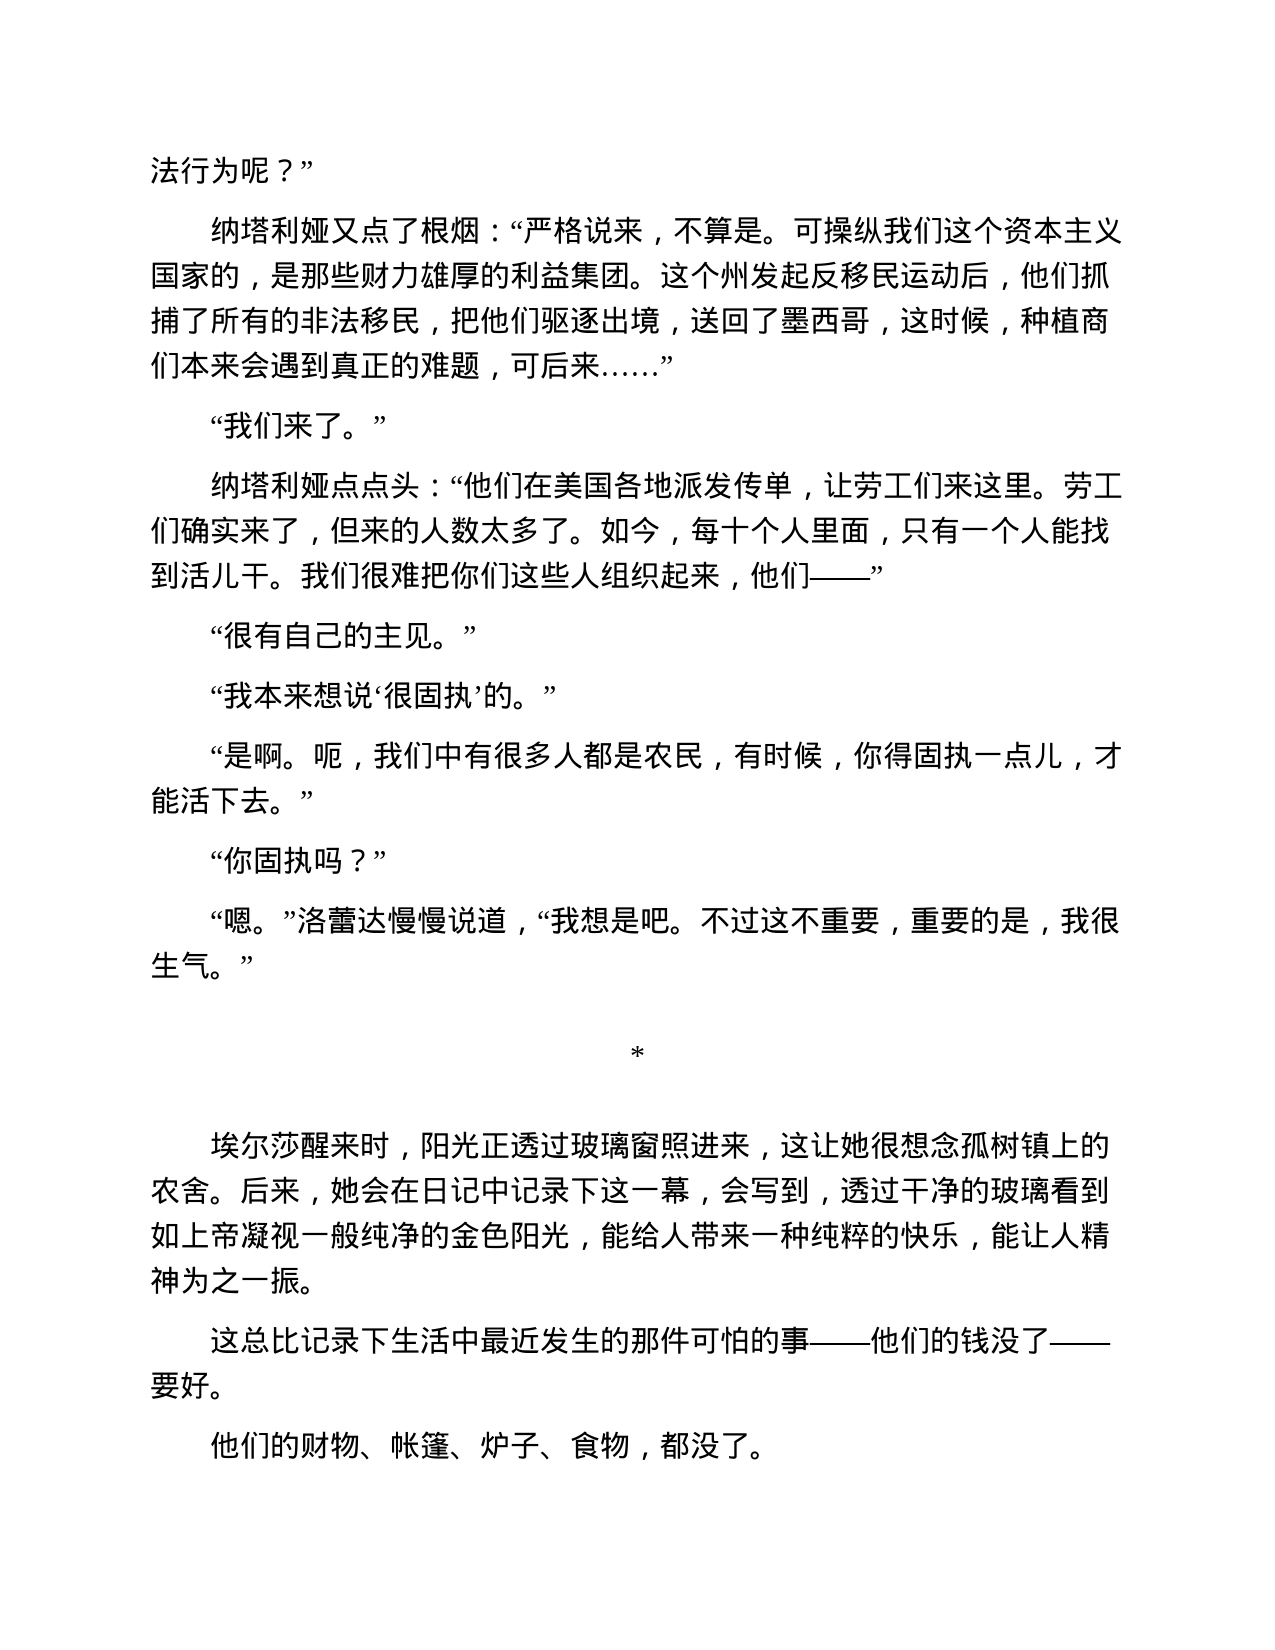 法行为呢？”
纳塔利娅又点了根烟：“严格说来，不算是。可操纵我们这个资本主义
国家的，是那些财力雄厚的利益集团。这个州发起反移民运动后，他们抓
捕了所有的非法移民，把他们驱逐出境，送回了墨西哥，这时候，种植商
们本来会遇到真正的难题，可后来……”
“我们来了。”
纳塔利娅点点头：“他们在美国各地派发传单，让劳工们来这里。劳工
们确实来了，但来的人数太多了。如今，每十个人里面，只有一个人能找
到活儿干。我们很难把你们这些人组织起来，他们——”
“很有自己的主见。”
“我本来想说‘很固执’的。”
“是啊。呃，我们中有很多人都是农民，有时候，你得固执一点儿，才
能活下去。”
“你固执吗？”
“嗯。”洛蕾达慢慢说道，“我想是吧。不过这不重要，重要的是，我很
生气。”
*
埃尔莎醒来时，阳光正透过玻璃窗照进来，这让她很想念孤树镇上的
农舍。后来，她会在日记中记录下这一幕，会写到，透过干净的玻璃看到
如上帝凝视一般纯净的金色阳光，能给人带来一种纯粹的快乐，能让人精
神为之一振。
这总比记录下生活中最近发生的那件可怕的事——他们的钱没了——
要好。
他们的财物、帐篷、炉子、食物，都没了。